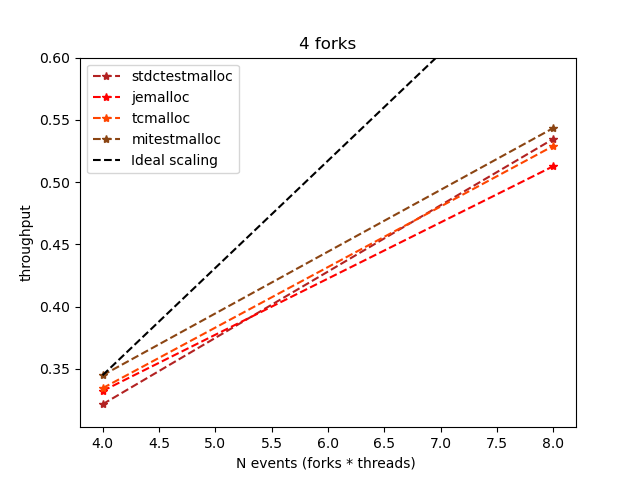 4 forks
0.60
0.55
0.50
0.45
0.40
0.35
throughput
stdctestmalloc
jemalloc
tcmalloc
mitestmalloc
Ideal scaling
4.0 4.5 5.0 5.5 6.0 6.5 7.0 7.5 8.0
N events (forks * threads)